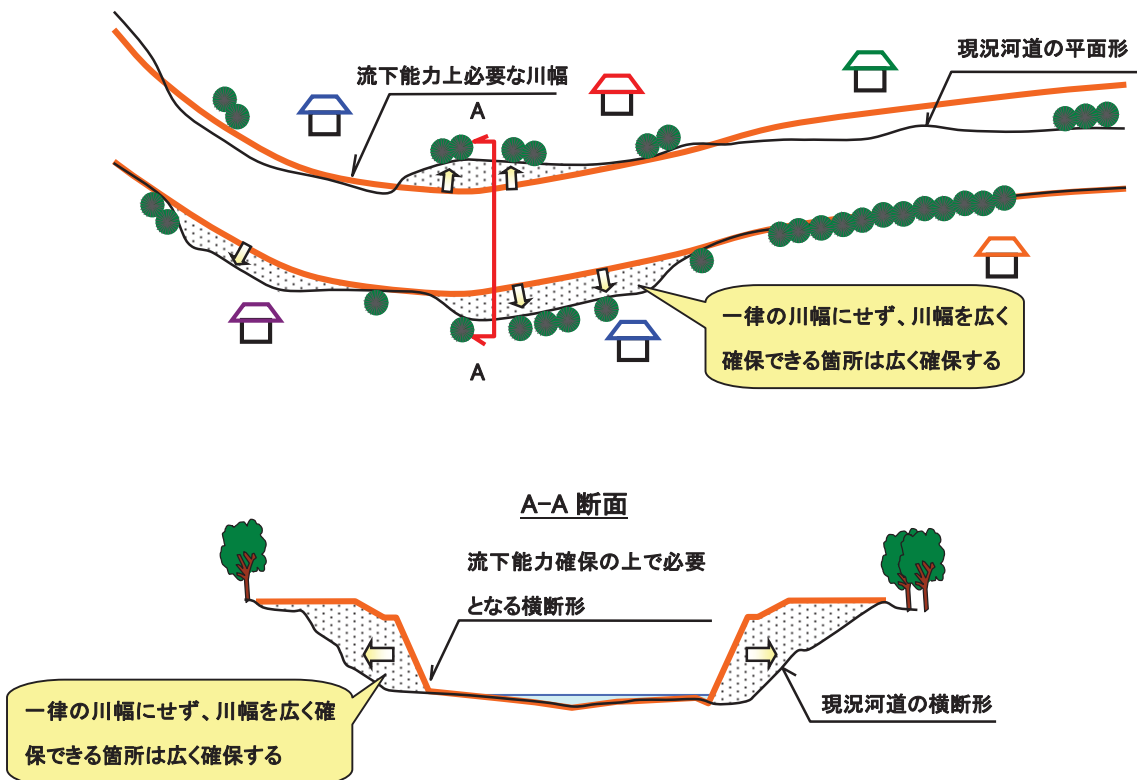 現況河道の平面形
流下能力上必要な川幅
A
A
一律の川幅にせず、川幅を広く
確保できる箇所は広く確保する
A-A 断面
流下能力確保の上で必要
となる横断形
現況河道の横断形
一律の川幅にせず、川幅を広く確
保できる箇所は広く確保する